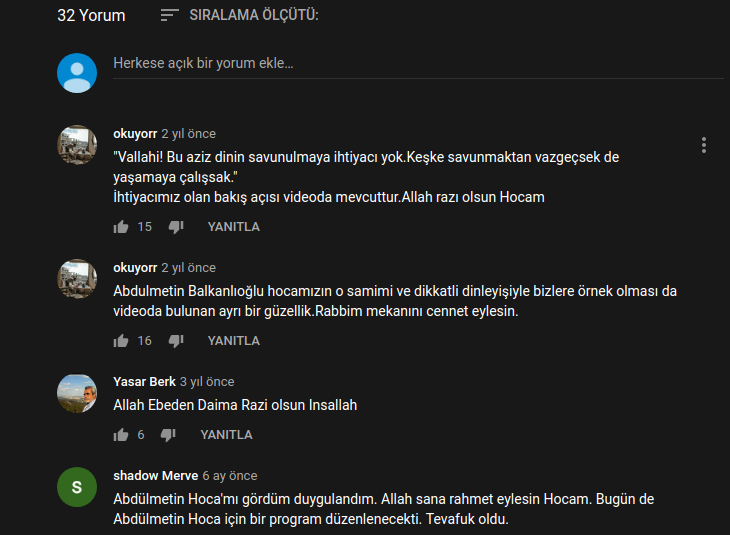 32 Yorum
SIRALAMA ÖLÇÜTÜ:
Herkese açık bir yorum ekle...
okuyorr 2 yıl önce
"Vallahi! Bu aziz dinin savunulmaya ihtiyacı yok.Keşke savunmaktan vazgeçsek de
yaşamaya çalışsak."
İhtiyacımız olan bakış açısı videoda mevcuttur.Allah razı olsun Hocam
15 YANITLA
okuyorr 2 yıl önce
Abdulmetin Balkanlıoğlu hocamızın o samimi ve dikkatli dinleyişiyle bizlere örnek olması da
videoda bulunan ayrı bir güzellik.Rabbim mekanını cennet eylesin.
16 YANITLA
Yasar Berk 3 yıl önce
Allah Ebeden Daima Razi olsun Insallah
6 YANITLA
S
shadow Merve 6 ay önce
Abdülmetin Hoca'mı gördüm duygulandım. Allah sana rahmet eylesin Hocam. Bugün de
Abdülmetin Hoca için bir program düzenlenecekti. Tevafuk oldu.